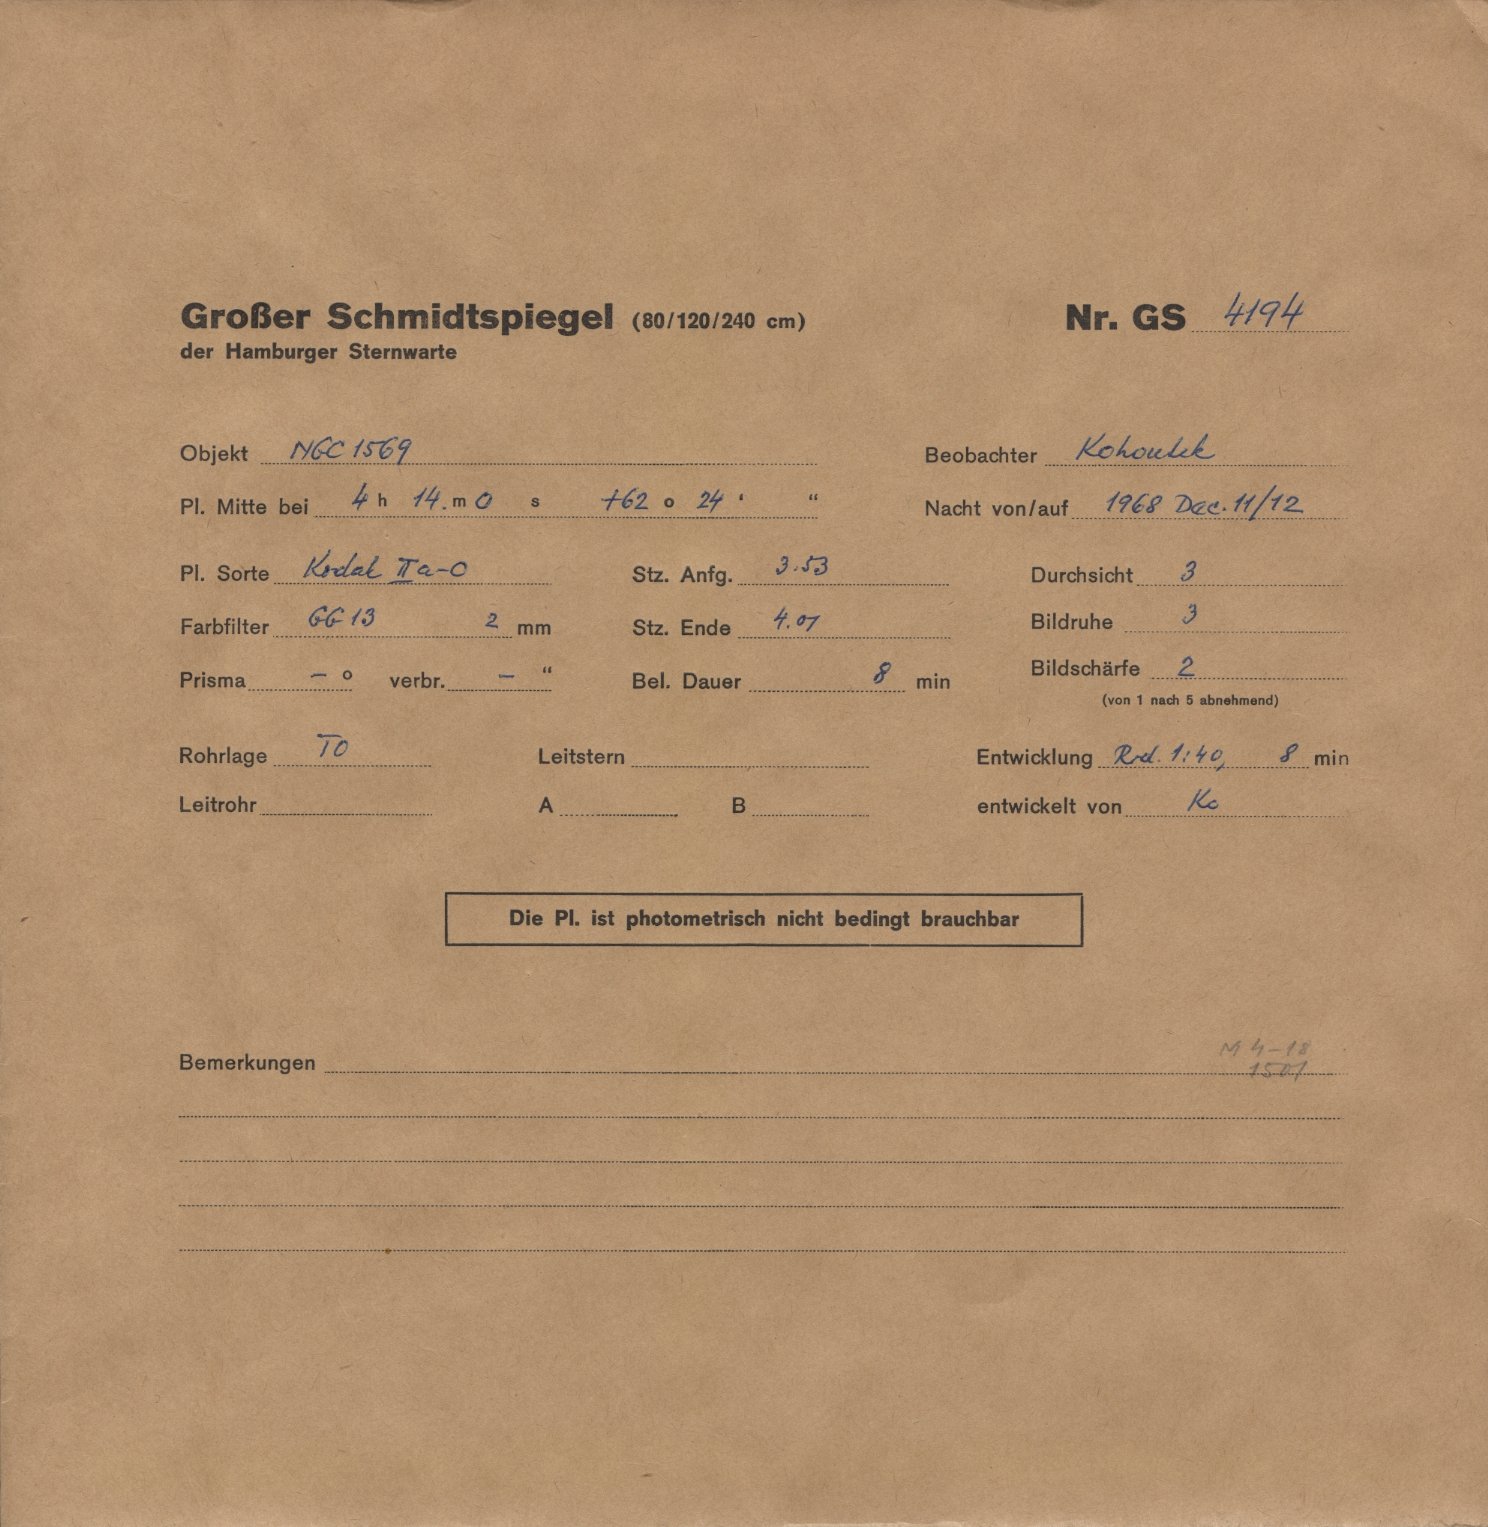 Großer Schmidtspiegel (80/120/240 cm) Nr. GS 4194
der Hamburger Sternwarte
Objekt NGC 1569 Beobachter Kohoutek
Pl. Mitte bei 4 h 14. m 0 s +62 o 24 ' “ Nacht von/auf 1968 Dec. 11/12
Pl. Sorte Kodak IIa-O Stz. Anfg. 3.53 Durchsicht 3
Farbfilter GG 13 2 mm Stz. Ende 4.01 Bildruhe 3
Prisma – o verbr. – “ Bel. Dauer 8 min Bildschärfe 2
(von 1 nach 5 abnehmend)
Rohrlage TO Leitstern Entwicklung Rod. 1:40, 8 min
Leitrohr A B entwickelt von Ko
Die Pl. ist photometrisch nicht bedingt brauchbar
Bemerkungen M 4-18
1501